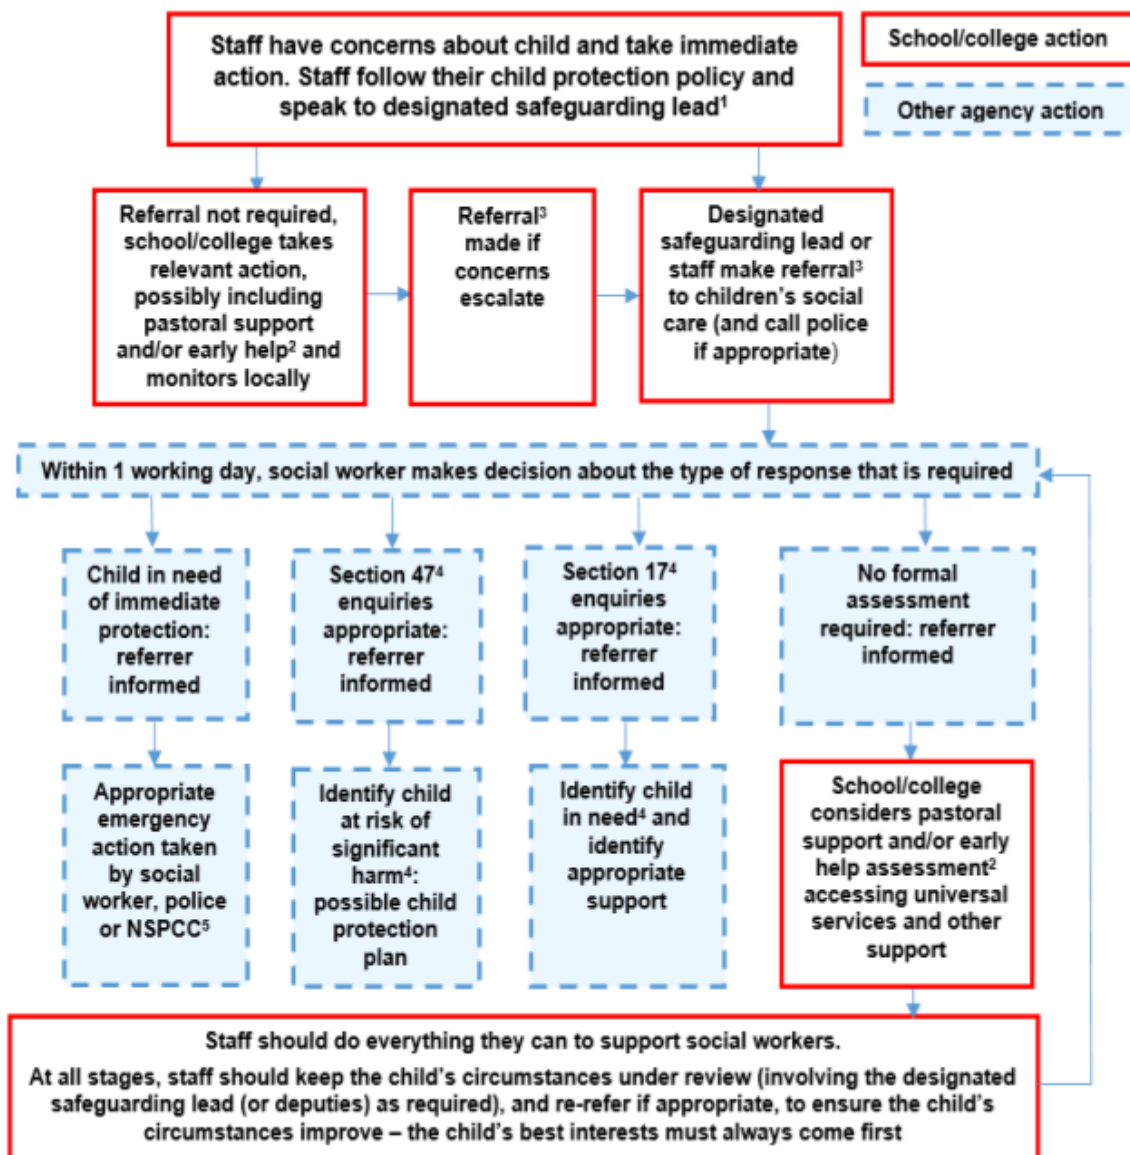 Staff have concerns about child and take immediate
action. Staff follow their child protection policy and
speak to designated safeguarding lead¹
School/college action
Other agency action
Referral not required,
school/college takes
relevant action,
possibly including
pastoral support
and/or early help² and
monitors locally
Referral³
made if
concerns
escalate
Designated
safeguarding lead or
staff make referral³
to children's social
care (and call police
if appropriate)
Within 1 working day, social worker makes decision about the type of response that is required
Child in need
of immediate
protection:
referrer
informed
Section 47⁴
enquiries
appropriate:
referrer
informed
Section 17⁴
enquiries
appropriate:
referrer
informed
No formal
assessment
required: referrer
informed
Appropriate
emergency
action taken
by social
worker, police
or NSPCC⁵
Identify child
at risk of
significant
harm⁴:
possible child
protection
plan
Identify child
in need⁴ and
identify
appropriate
support
School/college
considers pastoral
support and/or early
help assessment²
accessing universal
services and other
support
Staff should do everything they can to support social workers.
At all stages, staff should keep the child's circumstances under review (involving the designated
safeguarding lead (or deputies) as required), and re-refer if appropriate, to ensure the child's
circumstances improve – the child's best interests must always come first